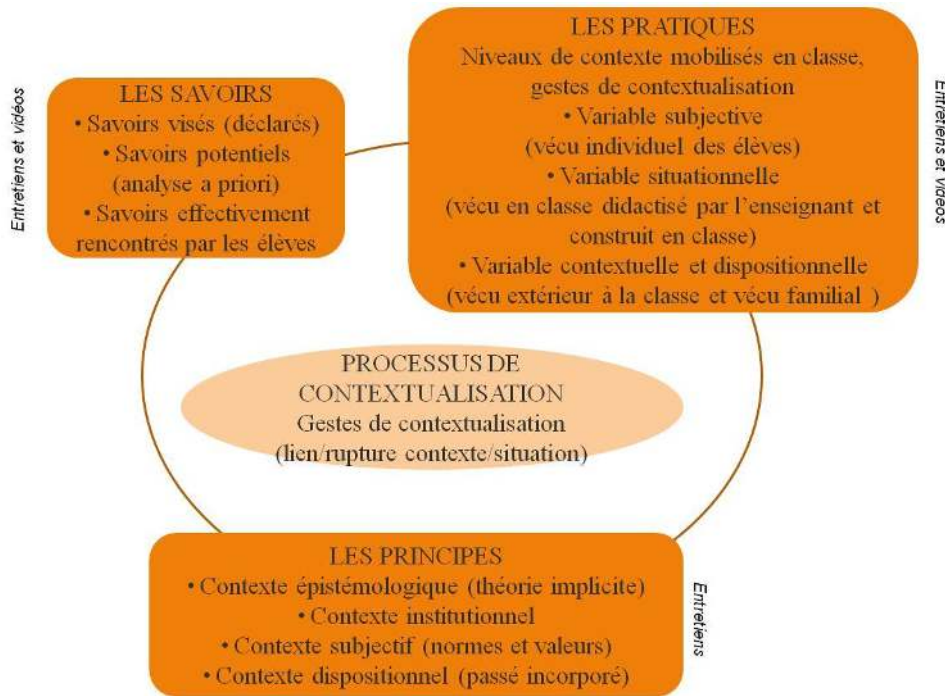 LES SAVOIRS
• Savoirs visés (déclarés)
• Savoirs potentiels
(analyse a priori)
• Savoirs effectivement
rencontrés par les élèves
Entretiens et vidéos
LES PRATIQUES
Niveaux de contexte mobilisés en classe,
gestes de contextualisation
• Variable subjective
(vécu individuel des élèves)
• Variable situationnelle
(vécu en classe didactisé par l'enseignant et
construit en classe)
• Variable contextuelle et dispositionnelle
(vécu extérieur à la classe et vécu familial )
Entretiens et vidéos
PROCESSUS DE
CONTEXTUALISATION
Gestes de contextualisation
(lien/rupture contexte/situation)
LES PRINCIPES
• Contexte épistémologique (théorie implicite)
• Contexte institutionnel
• Contexte subjectif (normes et valeurs)
• Contexte dispositionnel (passé incorporé)
Entretiens